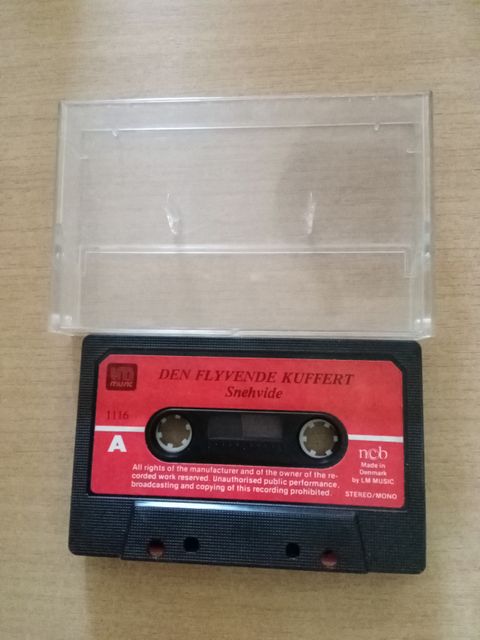 music
DEN FLYVENDE KUFFERT
Snehvide
1116
A
ncb
Made in
Denmark
by LM MUSIC
All rights of the manufacturer and of the owner of the re-
corded work reserved. Unauthorised public performance,
broadcasting and copying of this recording prohibited.
STEREO/MONO